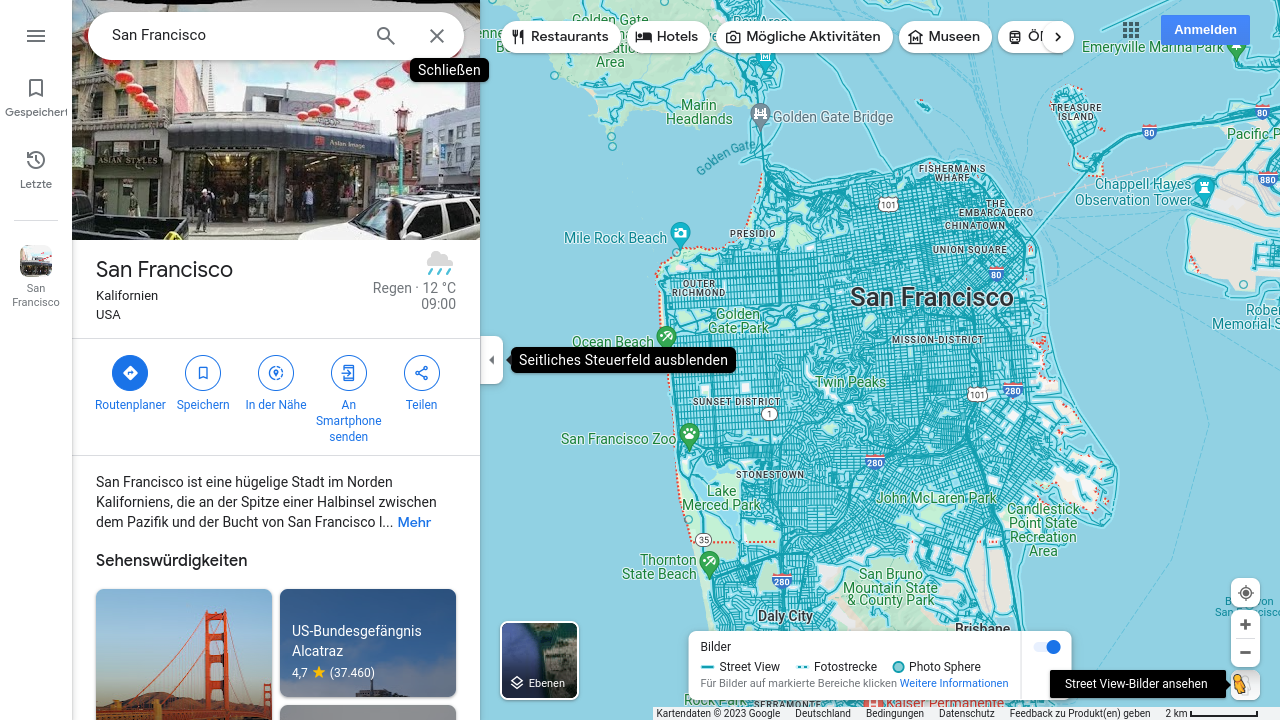 San Francisco
Schließen
Gespeichert
Letzte
San
Francisco
ASIAN STYLES
Asian Image
San Francisco
Kalifornien
USA
Regen · 12 °C
09:00
Routenplaner
Speichern
In der Nähe
An
Smartphone
senden
Teilen
San Francisco ist eine hügelige Stadt im Norden
Kaliforniens, die an der Spitze einer Halbinsel zwischen
dem Pazifik und der Bucht von San Francisco l... Mehr
Sehenswürdigkeiten
US-Bundesgefängnis
Alcatraz
4,7 ★ (37.460)
Restaurants
Hotels
Mögliche Aktivitäten
Museen
Anmelden
Golden Gate
Area
Emeryville Marina Park
Marin
Headlands
Golden Gate Bridge
Golden Gate
TREASURE
ISLAND
80
80
Pacific P
880
Chappell Hayes
Observation Tower
FISHERMAN'S
WHARF
101
THE
EMBARCADERO
CHINATOWN
PRESIDIO
Mile Rock Beach
UNION SQUARE
80
OUTER
RICHMOND
San Francisco
Golden
Gate Park
Ocean Beach
MISSION DISTRICT
Seitliches Steuerfeld ausblenden
Twin Peaks
280
101
SUNSET DISTRICT
1
San Francisco Zoo
280
STONESTOWN
Lake
Merced Park
John McLaren Park
Candlestick
Point State
Recreation
Area
35
Thornton
State Beach
280
San Bruno
Mountain State
& County Park
Daly City
Brisbane
Ebenen
Bilder
Street View
Fotostrecke
Photo Sphere
Für Bilder auf markierte Bereiche klicken Weitere Informationen
Street View-Bilder ansehen
SERRAMONTE
Kaiser Permanente
Kartendaten © 2023 Google
Deutschland
Bedingungen
Datenschutz
Feedback zu Produkt(en) geben
2 km